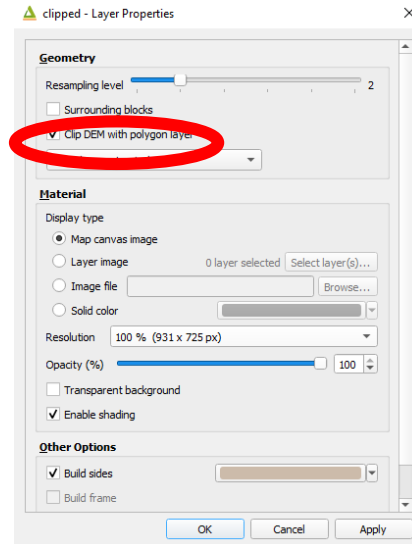 clipped - Layer Properties
Geometry
Resampling level 2
Surrounding blocks
Clip DEM with polygon layer
Material
Display type
Map canvas image
Layer image 0 layer selected Select layer(s)...
Image file Browse...
Solid color
Resolution 100 % (931 x 725 px)
Opacity (%) 100
Transparent background
Enable shading
Other Options
Build sides
Build frame
OK Cancel Apply